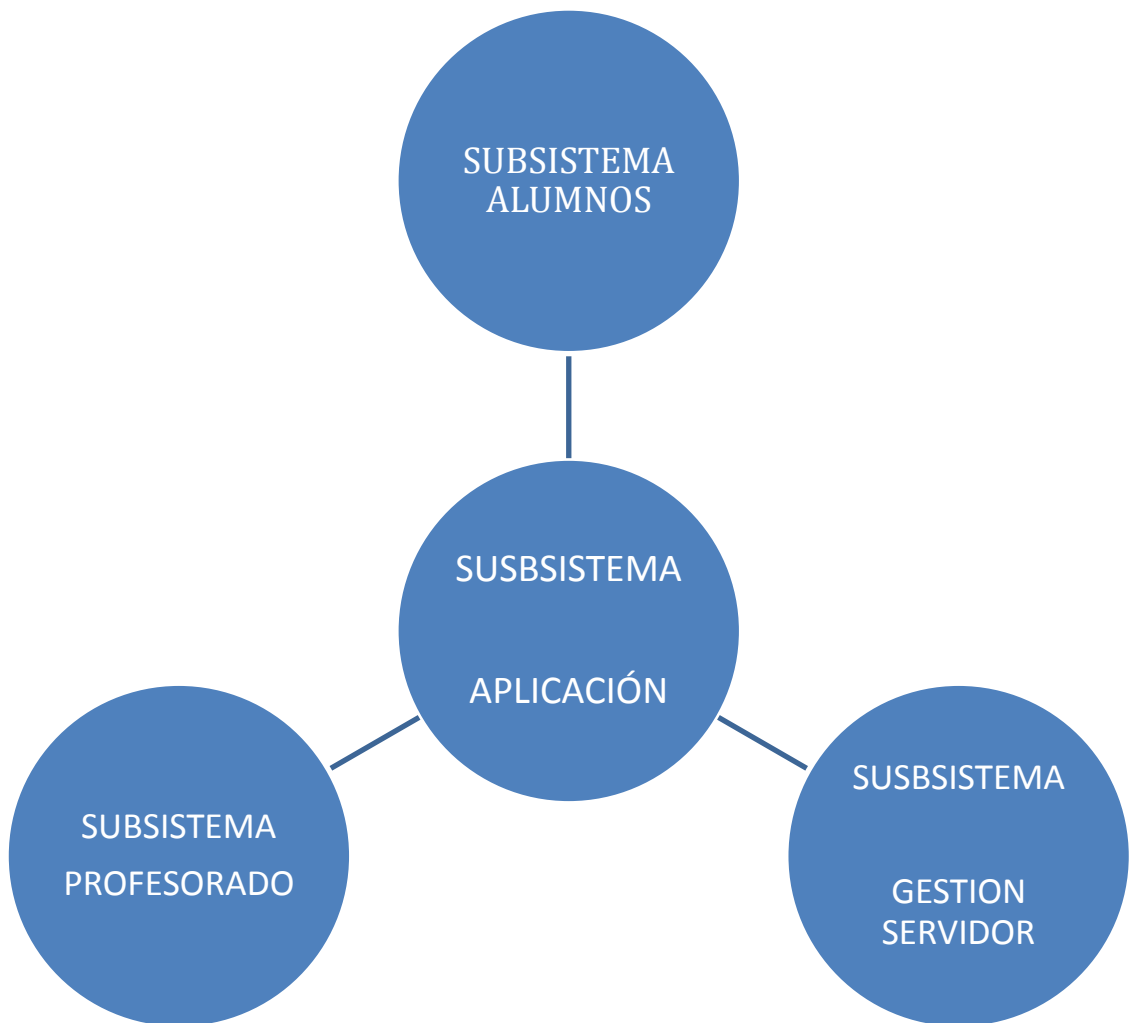 SUBSISTEMA
ALUMNOS
SUSBSISTEMA
APLICACIÓN
SUBSISTEMA
PROFESORADO
SUSBSISTEMA
GESTION
SERVIDOR